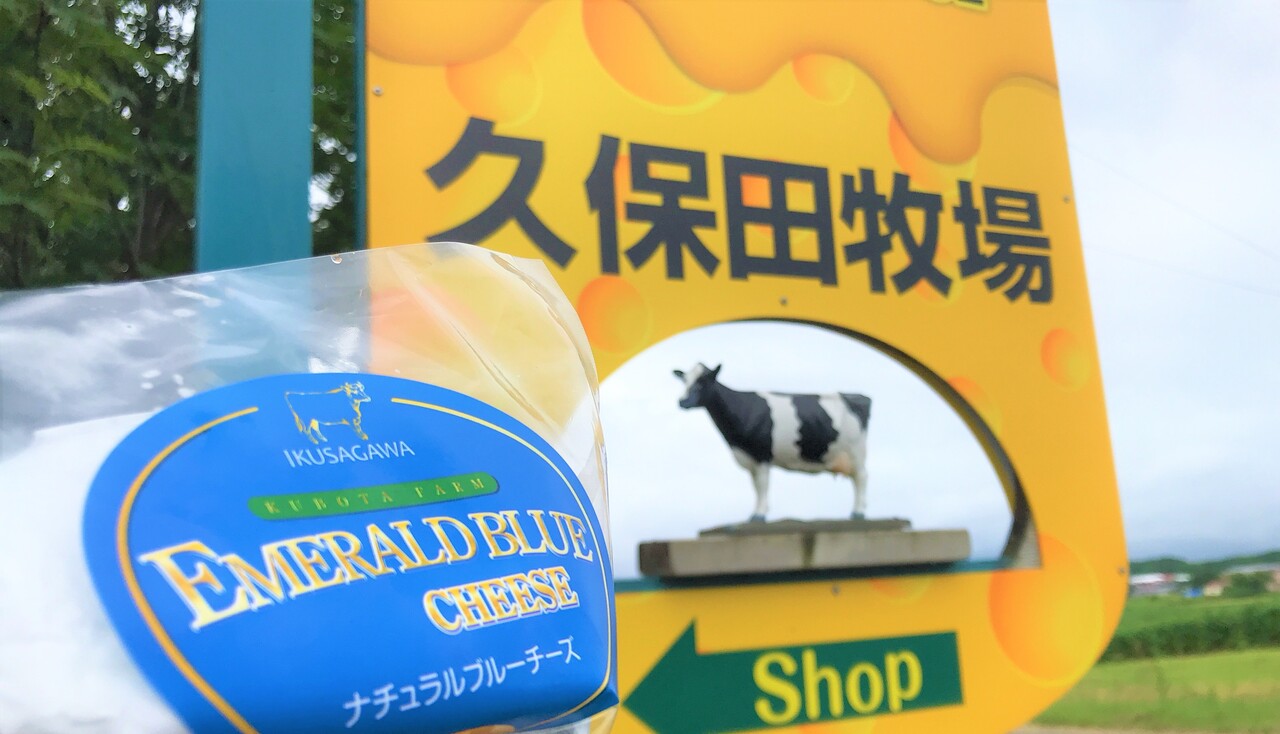 久保田牧場
Shop
IKUSAGAWA
KUBOTA FARM
EMERALD BLUE
CHEESE
ナチュラルブルーチーズ